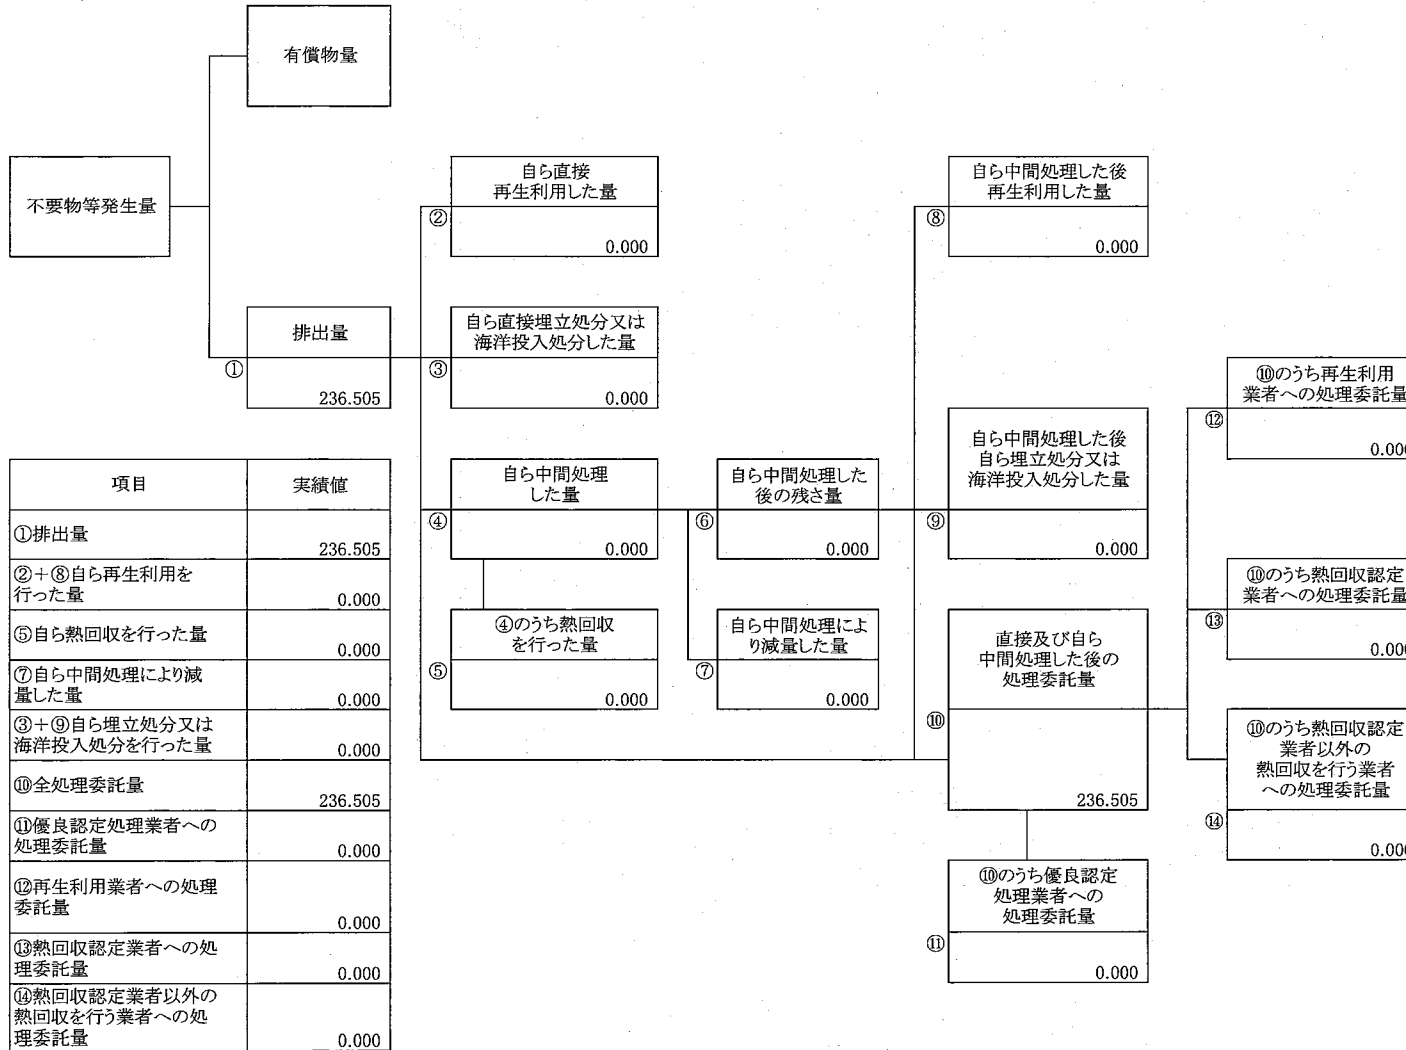 有償物量
不要物等発生量
自ら直接
再生利用した量
②
0.000
自ら中間処理した後
再生利用した量
⑧
0.000
排出量
①
236.505
自ら直接埋立処分又は
海洋投入処分した量
③
0.000
⑩のうち再生利用
業者への処理委託量
⑫
0.000
自ら中間処理
した量
④
0.000
自ら中間処理した
後の残さ量
⑥
0.000
自ら中間処理した後
自ら埋立処分又は
海洋投入処分した量
⑨
0.000
⑩のうち熱回収認定
業者への処理委託量
⑬
0.000
④のうち熱回収
を行った量
⑤
0.000
自ら中間処理によ
り減量した量
⑦
0.000
直接及び自ら
中間処理した後の
処理委託量
⑩
236.505
⑩のうち熱回収認定
業者以外の
熱回収を行う業者
への処理委託量
⑭
0.000
⑩のうち優良認定
処理業者への
処理委託量
⑪
0.000
項目 実績値
①排出量
236.505
②+⑧自ら再生利用を
行った量
0.000
⑤自ら熱回収を行った量
0.000
⑦自ら中間処理により減
量した量
0.000
③+⑨自ら埋立処分又は
海洋投入処分を行った量
0.000
⑩全処理委託量
236.505
⑪優良認定処理業者への
処理委託量
0.000
⑫再生利用業者への処理
委託量
0.000
⑬熱回収認定業者への処
理委託量
0.000
⑭熱回収認定業者以外の
熱回収を行う業者への処
理委託量
0.000